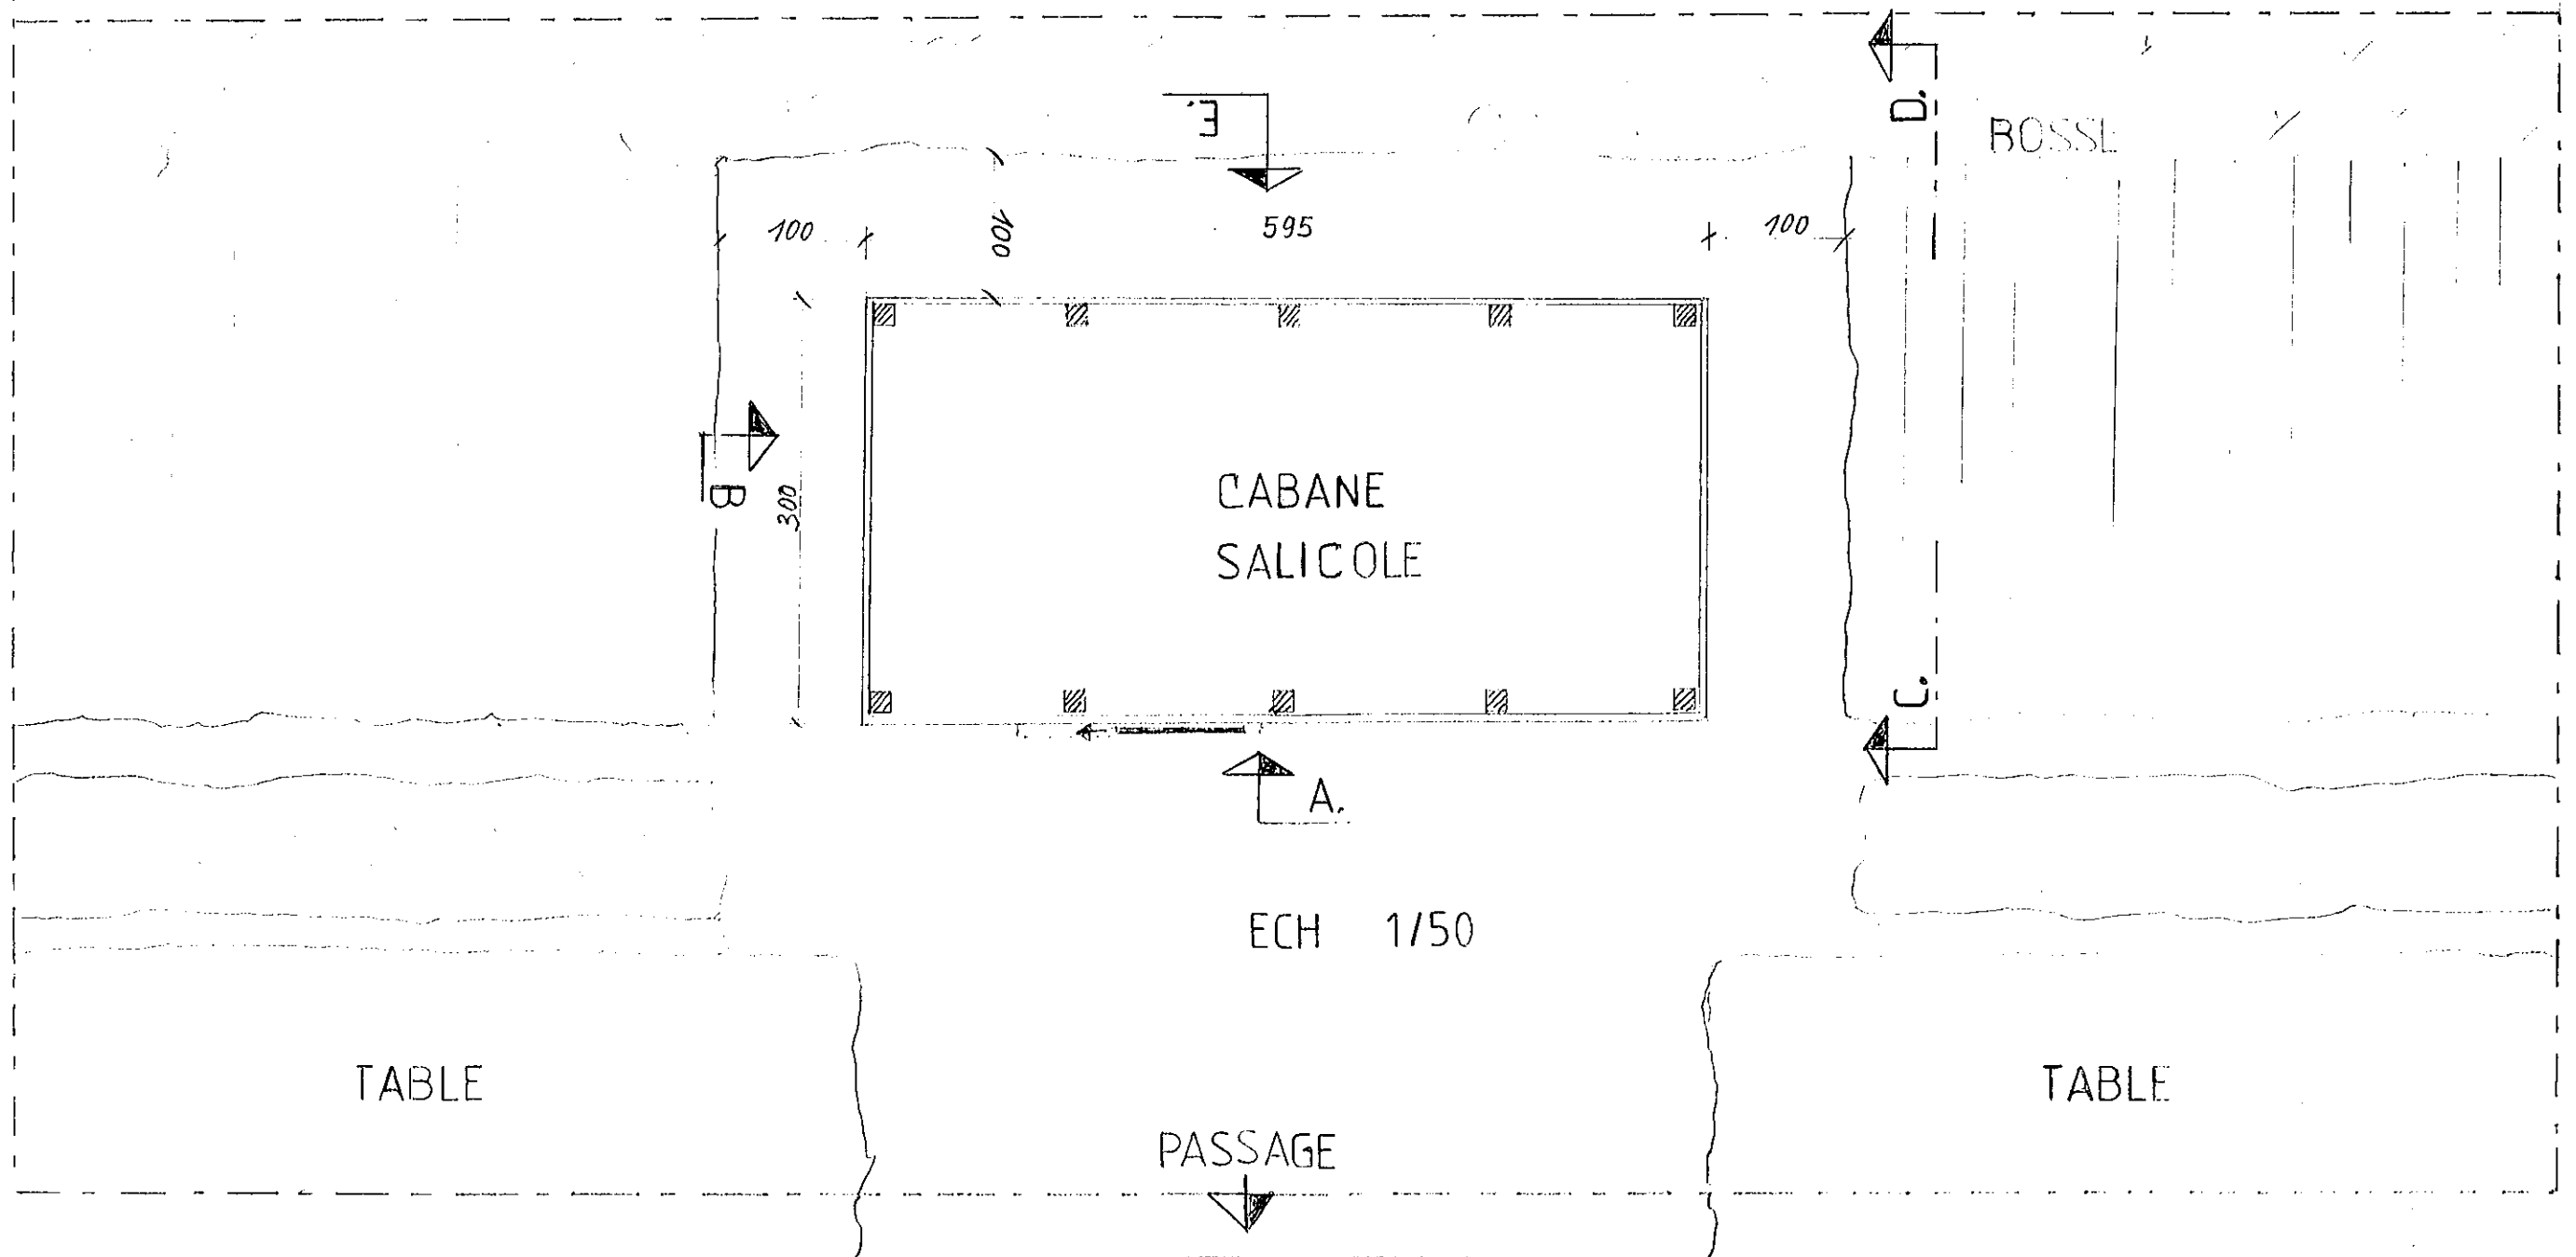 E.
D.
BOSSE
100
100
595
100
B
300
CABANE
SALICOLE
C.
A.
ECH 1/50
TABLE
TABLE
PASSAGE